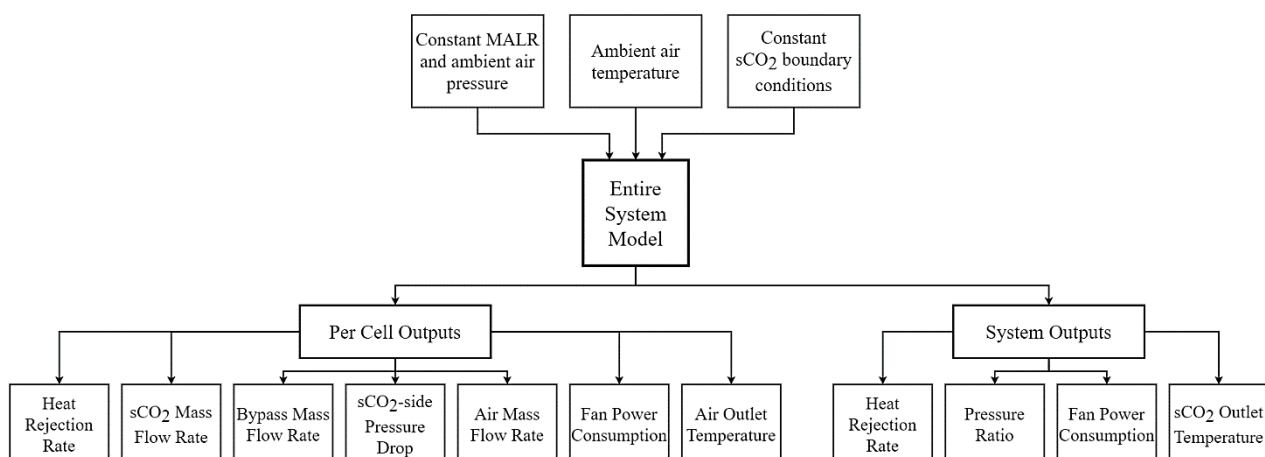 Constant MALR
and ambient air
pressure
Ambient air
temperature
Constant
sCO2 boundary
conditions
Entire
System
Model
Per Cell Outputs
System Outputs
Heat
Rejection
Rate
sCO2 Mass
Flow Rate
Bypass Mass
Flow Rate
sCO2-side
Pressure
Drop
Air Mass
Flow Rate
Fan Power
Consumption
Air Outlet
Temperature
Heat
Rejection
Rate
Pressure
Ratio
Fan Power
Consumption
sCO2 Outlet
Temperature